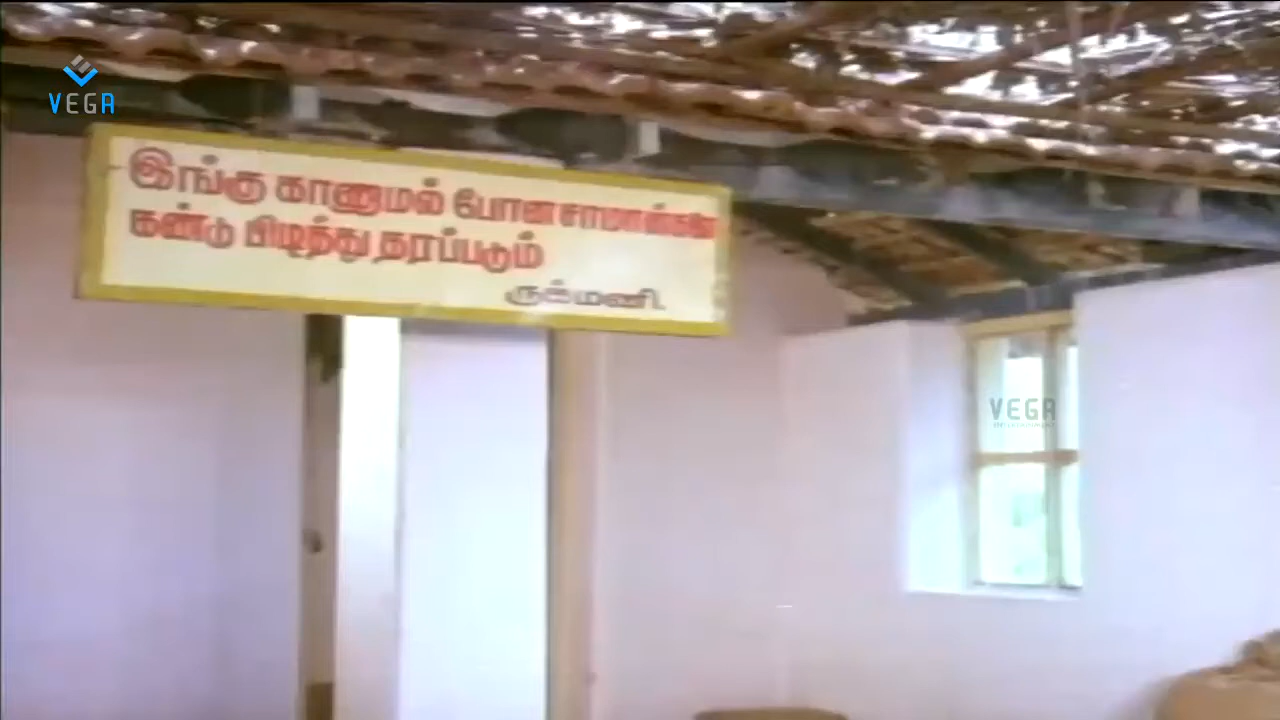 VEGA
இங்கு காணாமல் போன சாமான்களை
கண்டு பிடித்து தரப்படும்
ருக்மணி.
VEGA